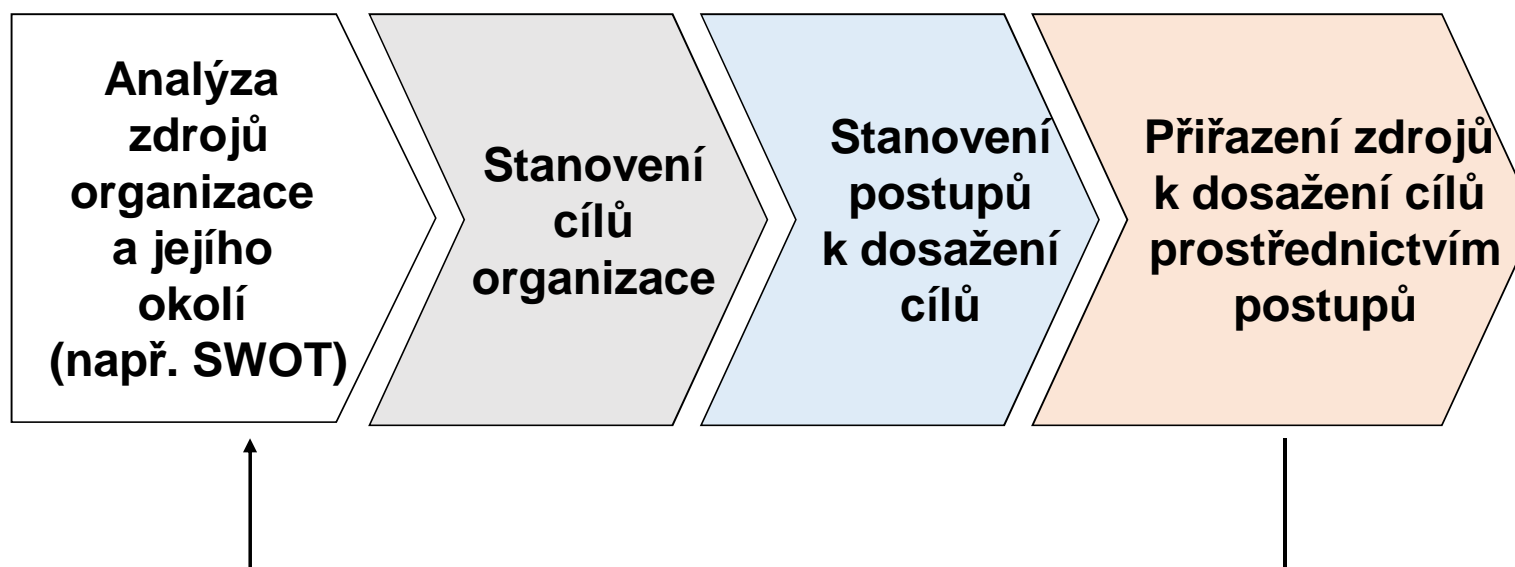 Analýza
zdrojů
organizace
a jejího
okolí
(např. SWOT)
Stanovení
cílů
organizace
Stanovení
postupů
k dosažení
cílů
Přiřazení zdrojů
k dosažení cílů
prostřednictvím
postupů